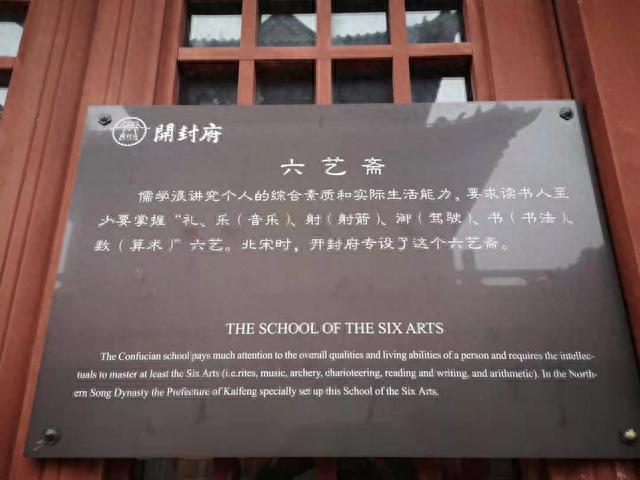 開封府
六艺斋
儒学很讲究个人的综合素质和实际生活能力，要求读书人至
少要掌握“礼、乐（音乐）、射（射箭）、御（驾驶）、书（书法）、
数（算术）”六艺。北宋时，开封府专设了这个六艺斋。
THE SCHOOL OF THE SIX ARTS
The Confucian school pays much attention to the overall qualities and living abilities of a person and requires the intellec-
tuals to master at least the Six Arts (i.e.rites, music, archery, charioteering, reading and writing, and arithmetic). In the North-
ern Song Dynasty the Prefecture of Kaifeng specially set up this School of the Six Arts.